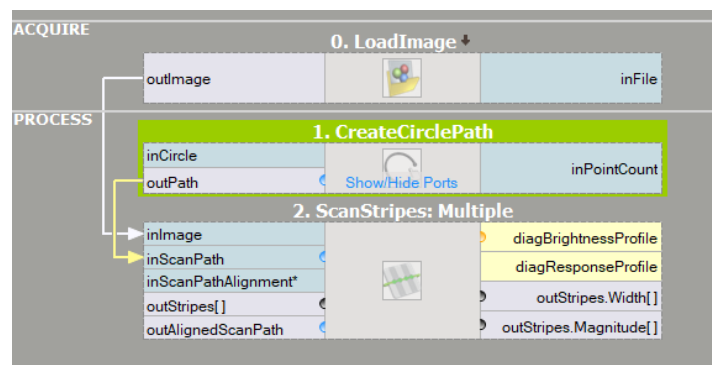 ACQUIRE
0. LoadImage
outImage
inFile
PROCESS
1. CreateCirclePath
inCircle
outPath
Show/Hide Ports
inPointCount
2. ScanStripes: Multiple
inImage
inScanPath
inScanPathAlignment*
outStripes[]
outAlignedScanPath
diagBrightnessProfile
diagResponseProfile
outStripes.Width[]
outStripes.Magnitude[]